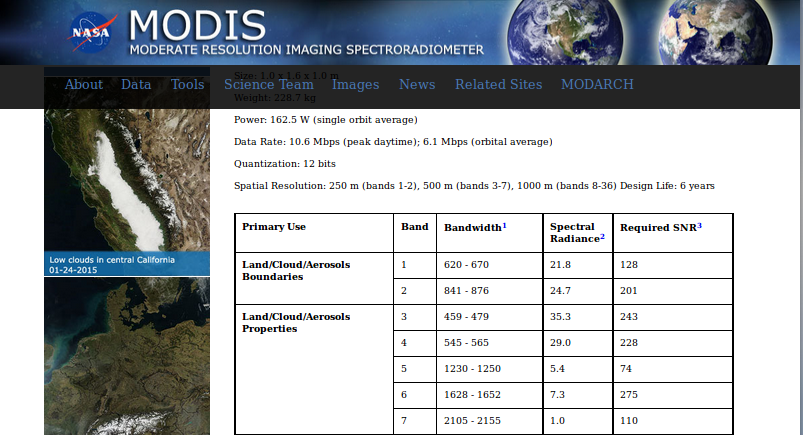 NASA
MODIS
MODERATE RESOLUTION IMAGING SPECTRORADIOMETER
Size: 1.0 x 1.6 x 1.0 m
About Data Tools Science Team Images News Related Sites MODARCH
Weight: 228.7 kg
Power: 162.5 W (single orbit average)
Data Rate: 10.6 Mbps (peak daytime); 6.1 Mbps (orbital average)
Quantization: 12 bits
Spatial Resolution: 250 m (bands 1-2), 500 m (bands 3-7), 1000 m (bands 8-36) Design Life: 6 years
Low clouds in central California
01-24-2015
Primary Use Band Bandwidth1 Spectral Radiance2 Required SNR3
Land/Cloud/Aerosols Boundaries 1 620 - 670 21.8 128
2 841 - 876 24.7 201
Land/Cloud/Aerosols Properties 3 459 - 479 35.3 243
4 545 - 565 29.0 228
5 1230 - 1250 5.4 74
6 1628 - 1652 7.3 275
7 2105 - 2155 1.0 110